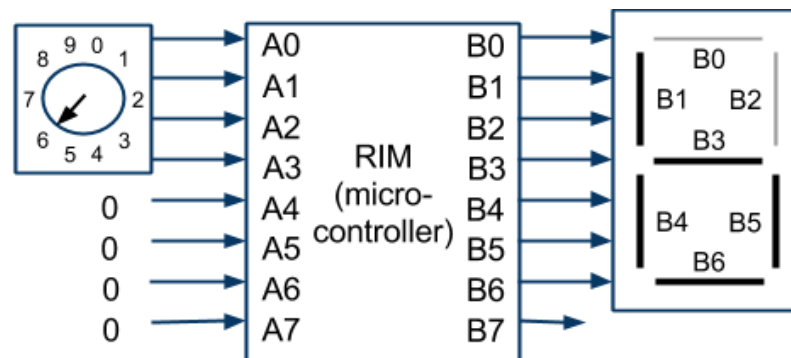 9 0
8 1
7 2
6 3
5 4
0
0
0
0
A0
A1
A2
A3
A4
A5
A6
A7
RIM
(micro-
controller)
B0
B1
B2
B3
B4
B5
B6
B7
B0
B1 B2
B3
B4 B5
B6